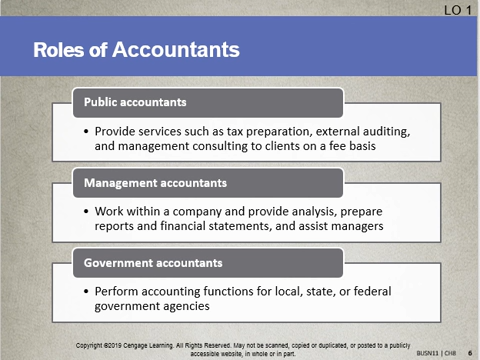 LO 1
Roles of Accountants
Public accountants
• Provide services such as tax preparation, external auditing,
and management consulting to clients on a fee basis
Management accountants
• Work within a company and provide analysis, prepare
reports and financial statements, and assist managers
Government accountants
• Perform accounting functions for local, state, or federal
government agencies
Copyright ©2019 Cengage Learning. All Rights Reserved. May not be scanned, copied or duplicated, or posted to a publicly
accessible website, in whole or in part.
BUSN11 | CH8 6